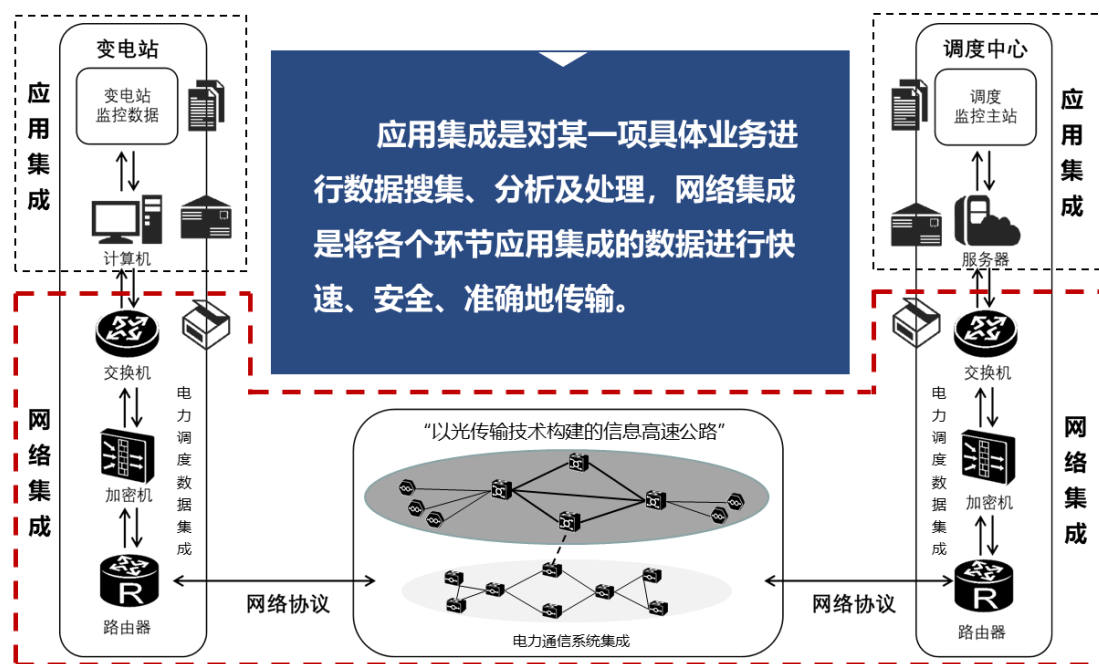 变电站
变电站
监控数据
应用集成
计算机
应用集成是对某一项具体业务进
行数据搜集、分析及处理，网络集成
是将各个环节应用集成的数据进行快
速、安全、准确地传输。
调度中心
调度
监控主站
应用集成
服务器
网络集成
交换机
电力调度数据集成
加密机
R
路由器
网络协议
“以光传输技术构建的信息高速公路”
电力通信系统集成
网络协议
交换机
电力调度数据集成
加密机
R
路由器
网络集成